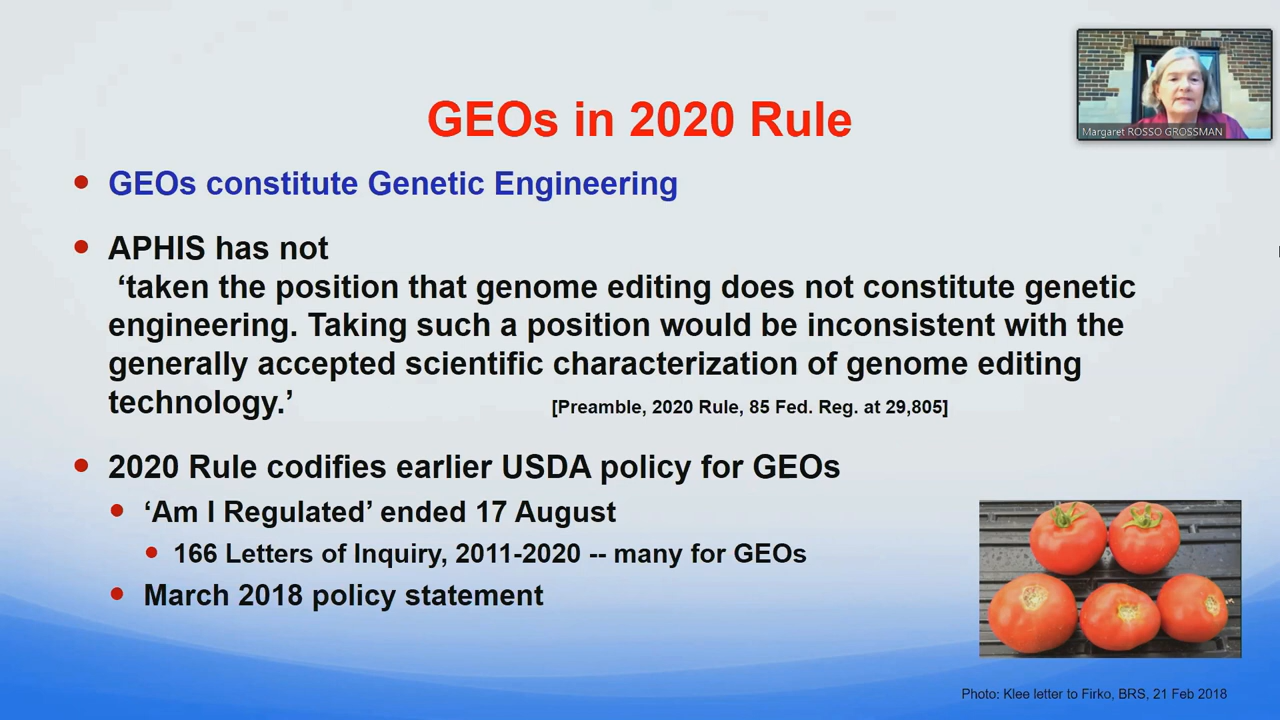 GEOs in 2020 Rule
Margaret ROSSO GROSSMAN
GEOs constitute Genetic Engineering
APHIS has not
‘taken the position that genome editing does not constitute genetic
engineering. Taking such a position would be inconsistent with the
generally accepted scientific characterization of genome editing
technology.’ [Preamble, 2020 Rule, 85 Fed. Reg. at 29,805]
2020 Rule codifies earlier USDA policy for GEOs
‘Am I Regulated’ ended 17 August
166 Letters of Inquiry, 2011-2020 -- many for GEOs
March 2018 policy statement
Photo: Klee letter to Firko, BRS, 21 Feb 2018